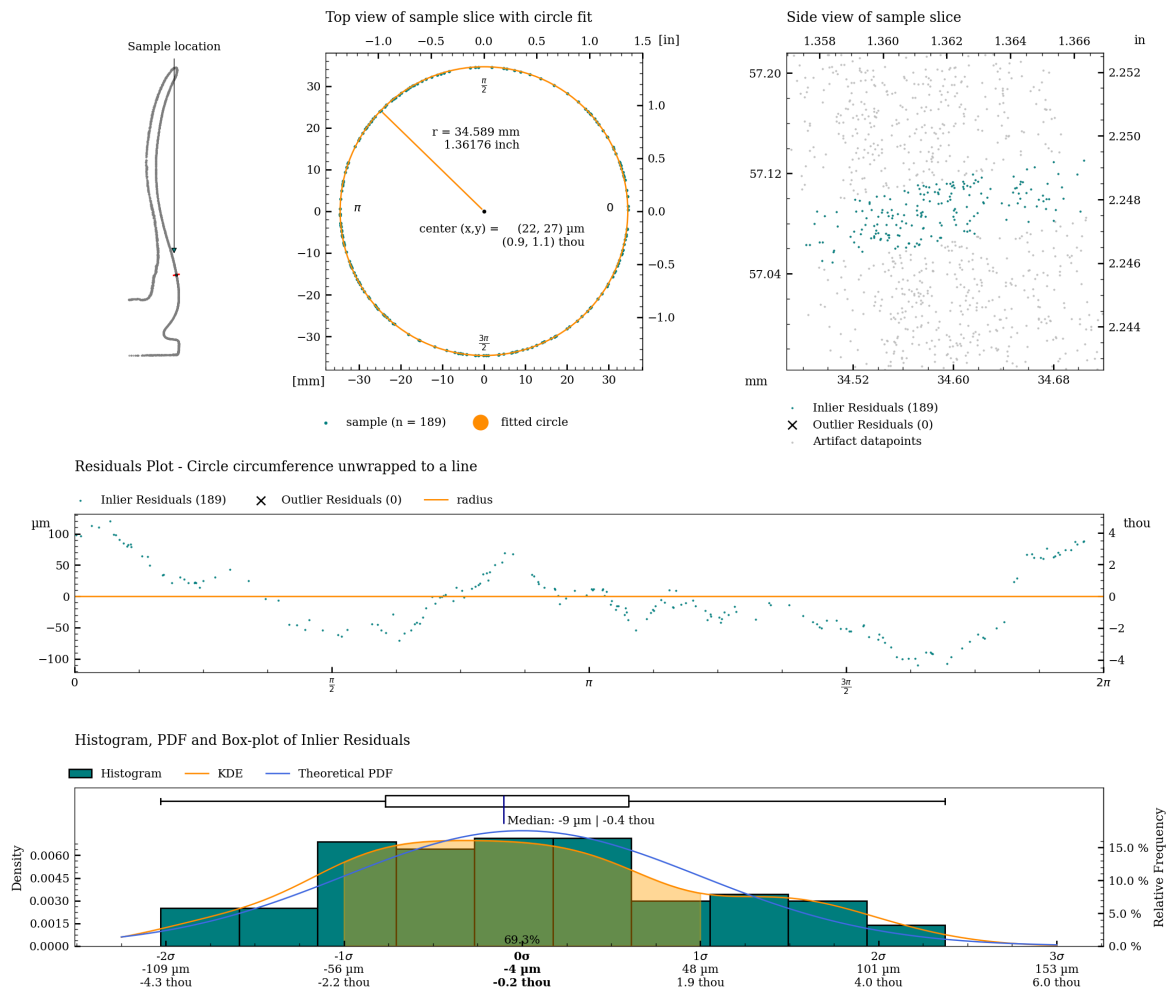 Sample location
Top view of sample slice with circle fit
−1.0 −0.5 0.0 0.5 1.0 1.5 [in]
30
20
10
0
−10
−20
−30
1.0
0.5
0.0
−0.5
−1.0
π/2
r = 34.589 mm
1.36176 inch
π
0
center (x,y) = (22, 27) µm
(0.9, 1.1) thou
3π/2
[mm] −30 −20 −10 0 10 20 30
sample (n = 189) fitted circle
Side view of sample slice
1.358 1.360 1.362 1.364 1.366 in
57.20
57.12
57.04
2.252
2.250
2.248
2.246
2.244
mm 34.52 34.60 34.68
Inlier Residuals (189)
Outlier Residuals (0)
Artifact datapoints
Residuals Plot - Circle circumference unwrapped to a line
Inlier Residuals (189) Outlier Residuals (0) radius
µm
100
50
0
−50
−100
thou
4
2
0
−2
−4
0 π/2 π 3π/2 2π
Histogram, PDF and Box-plot of Inlier Residuals
Histogram KDE Theoretical PDF
Median: -9 µm | -0.4 thou
Density
0.0060
0.0045
0.0030
0.0015
0.0000
Relative Frequency
15.0 %
10.0 %
5.0 %
0.0 %
69.3%
-2σ -1σ 0σ 1σ 2σ 3σ
-109 µm -56 µm -4 µm 48 µm 101 µm 153 µm
-4.3 thou -2.2 thou -0.2 thou 1.9 thou 4.0 thou 6.0 thou